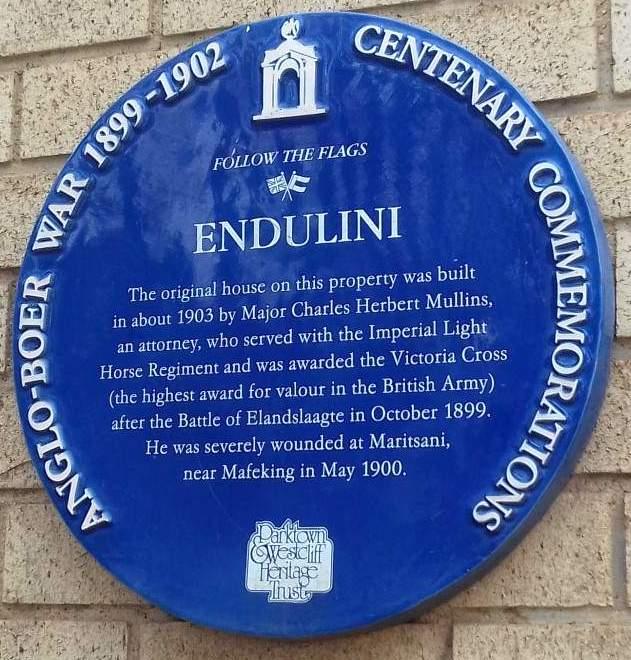 ANGLO-BOER WAR 1899-1902
CENTENARY COMMEMORATIONS
FOLLOW THE FLAGS
ENDULINI
The original house on this property was built
in about 1903 by Major Charles Herbert Mullins,
an attorney, who served with the Imperial Light
Horse Regiment and was awarded the Victoria Cross
(the highest award for valour in the British Army)
after the Battle of Elandslaagte in October 1899.
He was severely wounded at Maritsani,
near Mafeking in May 1900.
Parktown
& Westcliff
Heritage
Trust